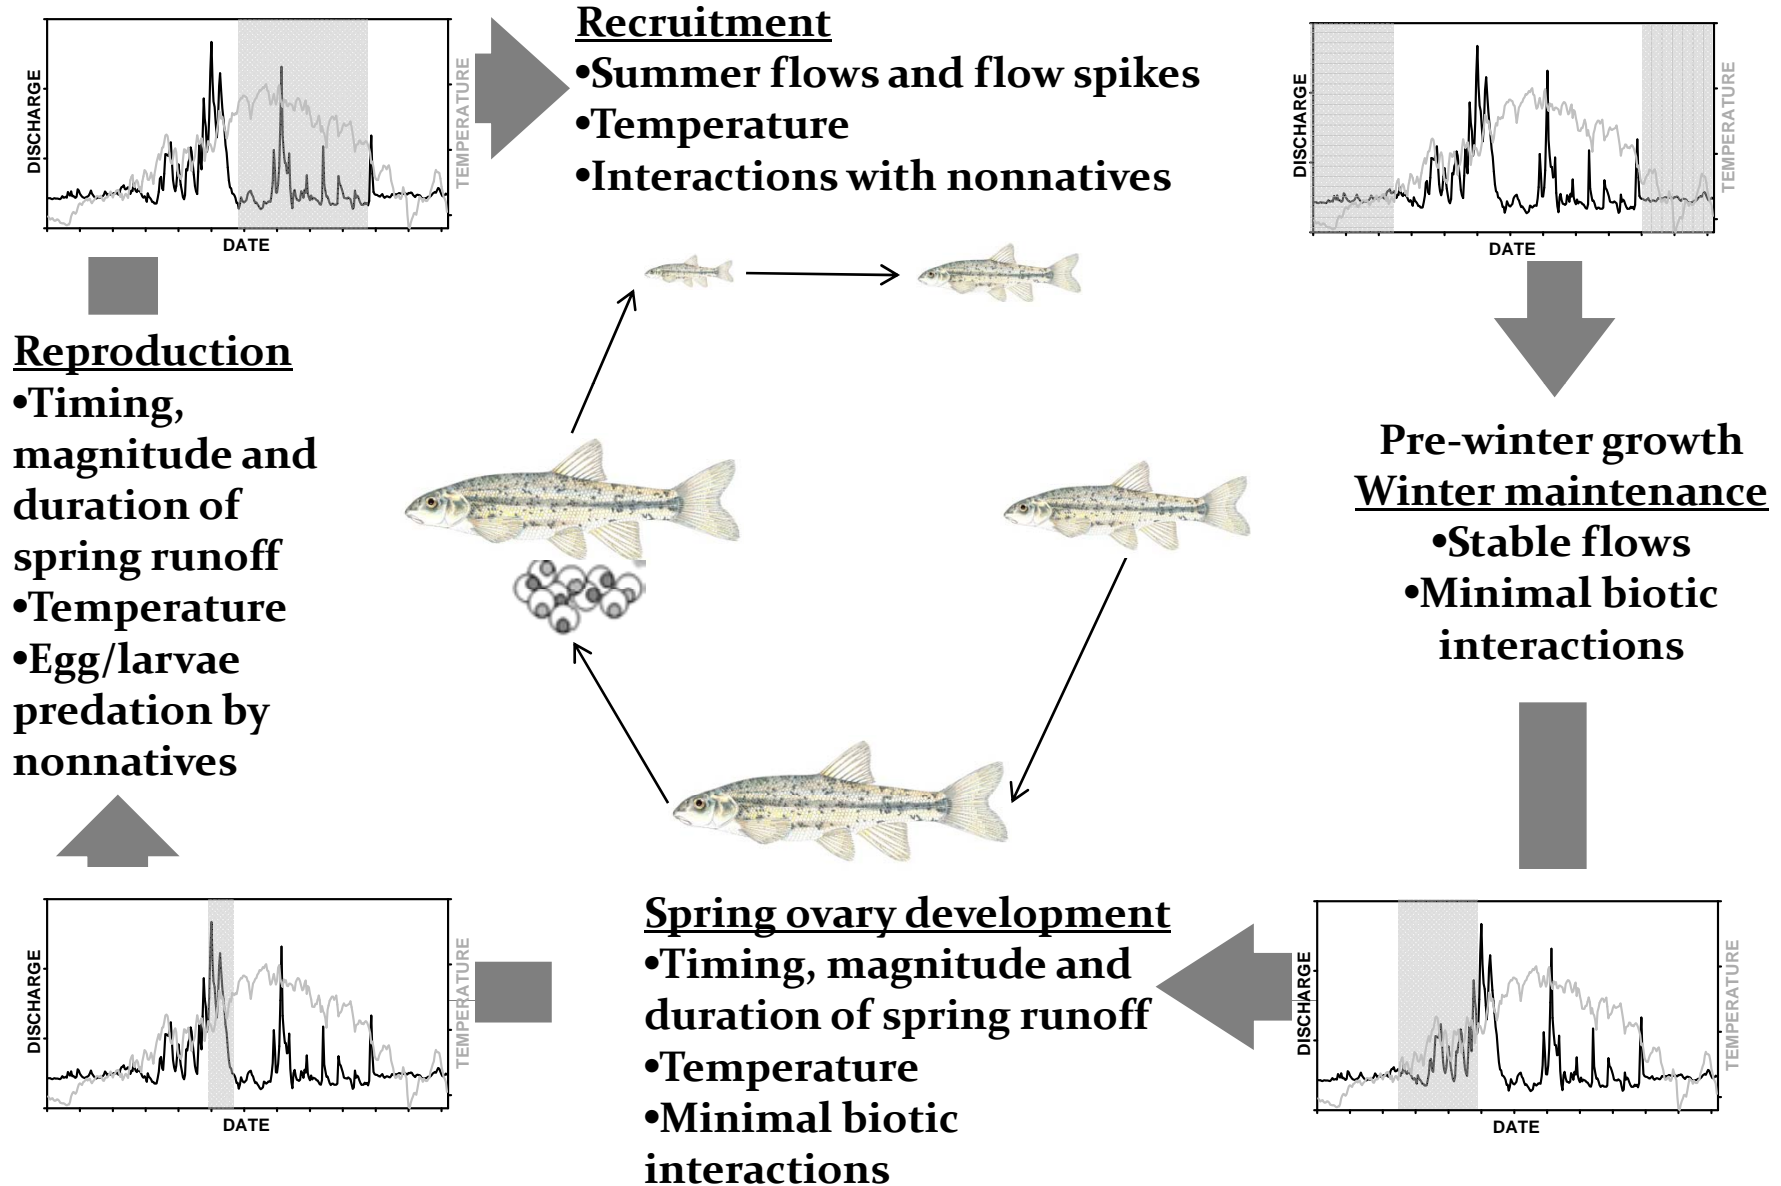 DISCHARGE
TEMPERATURE
DATE
Recruitment
•Summer flows and flow spikes
•Temperature
•Interactions with nonnatives
DISCHARGE
TEMPERATURE
DATE
Reproduction
•Timing,
magnitude and
duration of
spring runoff
•Temperature
•Egg/larvae
predation by
nonnatives
Pre-winter growth
Winter maintenance
•Stable flows
•Minimal biotic
interactions
DISCHARGE
TEMPERATURE
DATE
Spring ovary development
•Timing, magnitude and
duration of spring runoff
•Temperature
•Minimal biotic
interactions
DISCHARGE
TEMPERATURE
DATE